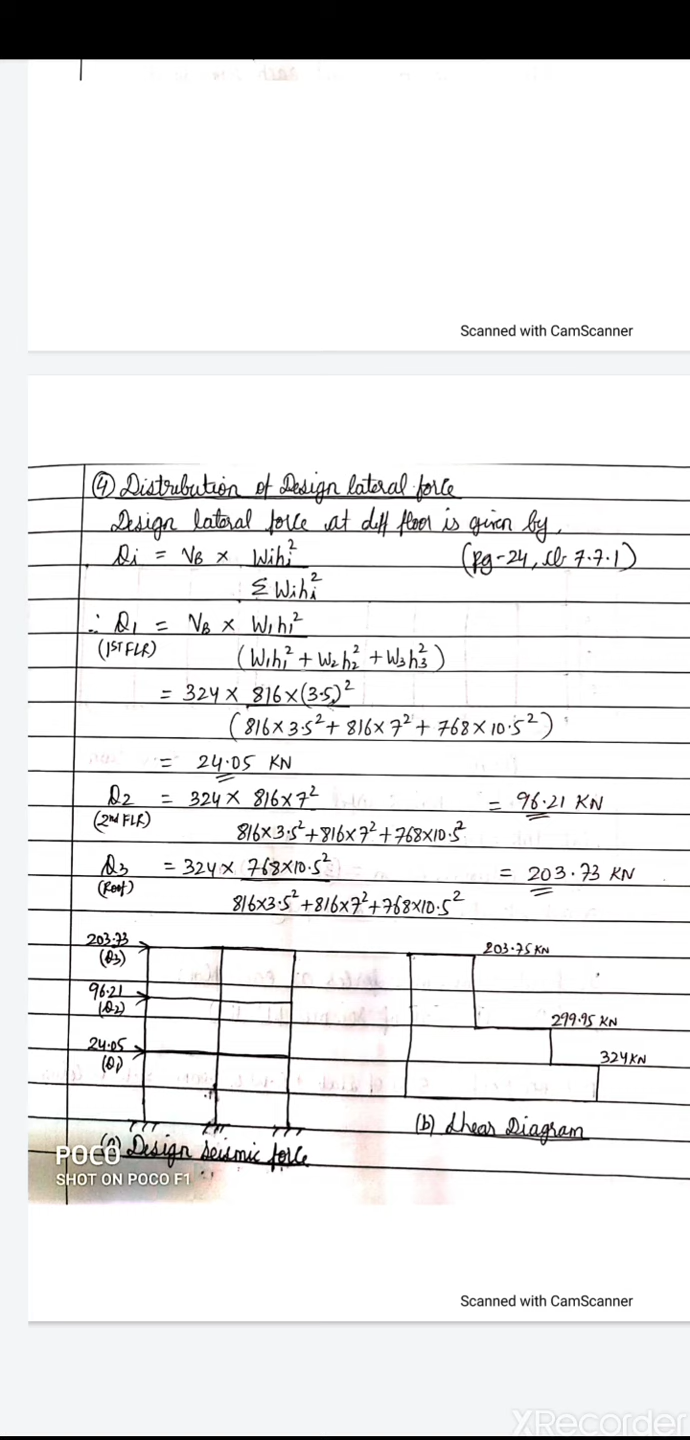 Scanned with CamScanner
④ Distribution of Design lateral force
Design lateral force at diff floor is given by,
Qi = VB × Wihi²
(Pg-24, cl 7.7.1)
Σ Wihi²
∴ Q1 = VB × W1h1²
(1ST FLR) (W1h1² + W2h2² + W3h3²)
= 324 × 816×(3.5)²
(816×3.5² + 816×7² + 768×10.5²)
= 24.05 KN
Q2 = 324 × 816×7² = 96.21 KN
(2nd FLR) 816×3.5²+816×7²+768×10.5²
Q3 = 324 × 768×10.5² = 203.73 KN
(Roof) 816×3.5²+816×7²+768×10.5²
203.73
(Q3)
96.21
(Q2)
24.05
(Q1)
203.75 KN
299.95 KN
324 KN
(a) Design seismic force
(b) Shear Diagram
POCO
SHOT ON POCO F1
Scanned with CamScanner
XRecorder